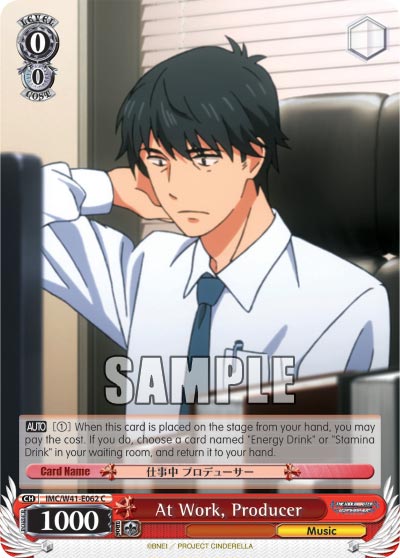 LEVEL
0
0
COST
SAMPLE
AUTO [①] When this card is placed on the stage from your hand, you may
pay the cost. If you do, choose a card named "Energy Drink" or "Stamina
Drink" in your waiting room, and return it to your hand.
Card Name 仕事中 プロデューサー
CH IMC/W41-E062 C
POWER 1000 SOUL At Work, Producer
Music
©BNEI / PROJECT CINDERELLA